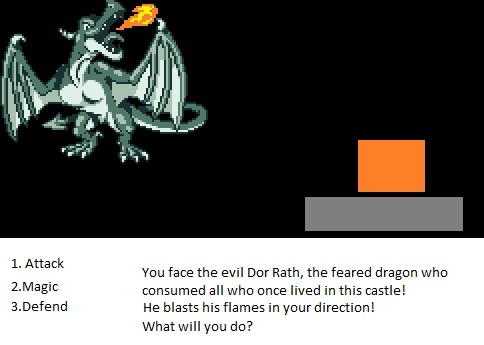 1. Attack
2.Magic
3.Defend
You face the evil Dor Rath, the feared dragon who
consumed all who once lived in this castle!
He blasts his flames in your direction!
What will you do?